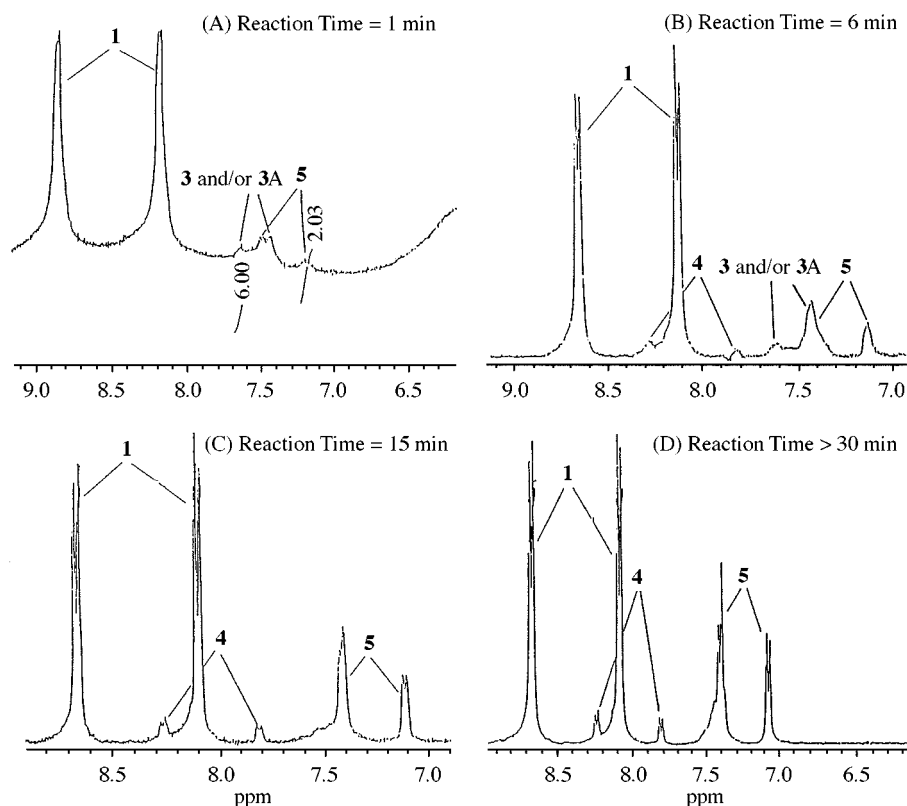 (A) Reaction Time = 1 min
1
3 and/or 3A
5
6.00
2.03
9.0 8.5 8.0 7.5 7.0 6.5
(B) Reaction Time = 6 min
1
4
3 and/or 3A
5
9.0 8.5 8.0 7.5 7.0
(C) Reaction Time = 15 min
1
4
5
8.5 8.0 7.5 7.0
ppm
(D) Reaction Time > 30 min
1
4
5
8.5 8.0 7.5 7.0 6.5
ppm